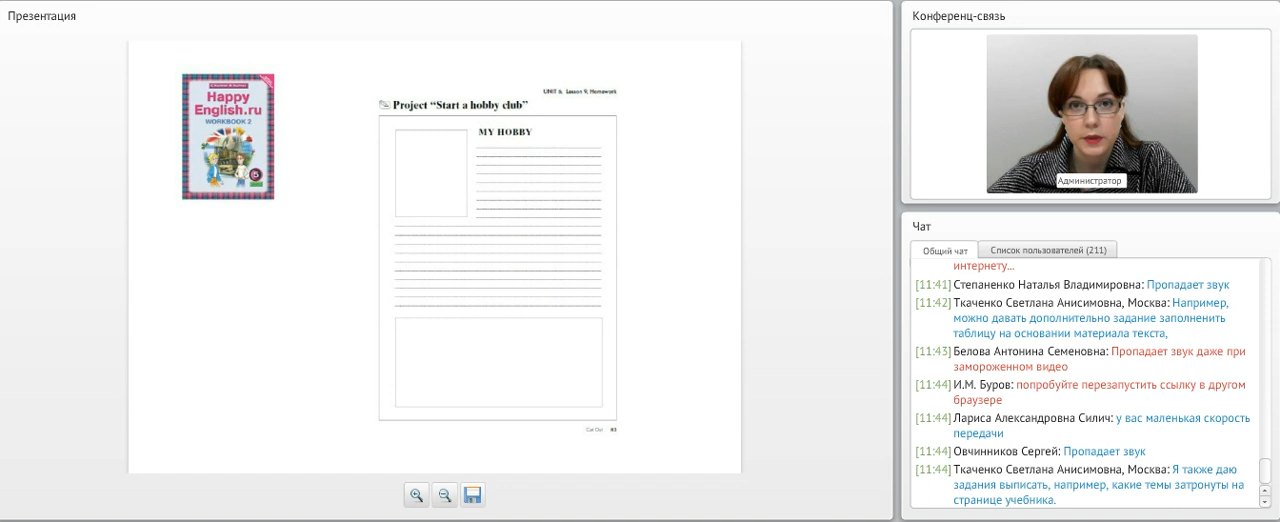 Презентация
Happy
English.ru
WORKBOOK 2
5
UNIT 6 Lesson 9, Homework
Project “Start a hobby club”
MY HOBBY
Cut Out
Конференц-связь
Администратор
Чат
Общий чат
Список пользователей (211)
интернету...
[11:41] Степаненко Наталья Владимировна: Пропадает звук
[11:42] Ткаченко Светлана Анисимовна, Москва: Например,
можно давать дополнительно задание заполненить
таблицу на основании материала текста,
[11:43] Белова Антонина Семеновна: Пропадает звук даже при
замороженном видео
[11:44] И.М. Буров: попробуйте перезапустить ссылку в другом
браузере
[11:44] Лариса Александровна Силич: у вас маленькая скорость
передачи
[11:44] Овчинников Сергей: Пропадает звук
[11:44] Ткаченко Светлана Анисимовна, Москва: Я также даю
задания выписать, например, какие темы затронуты на
странице учебника.